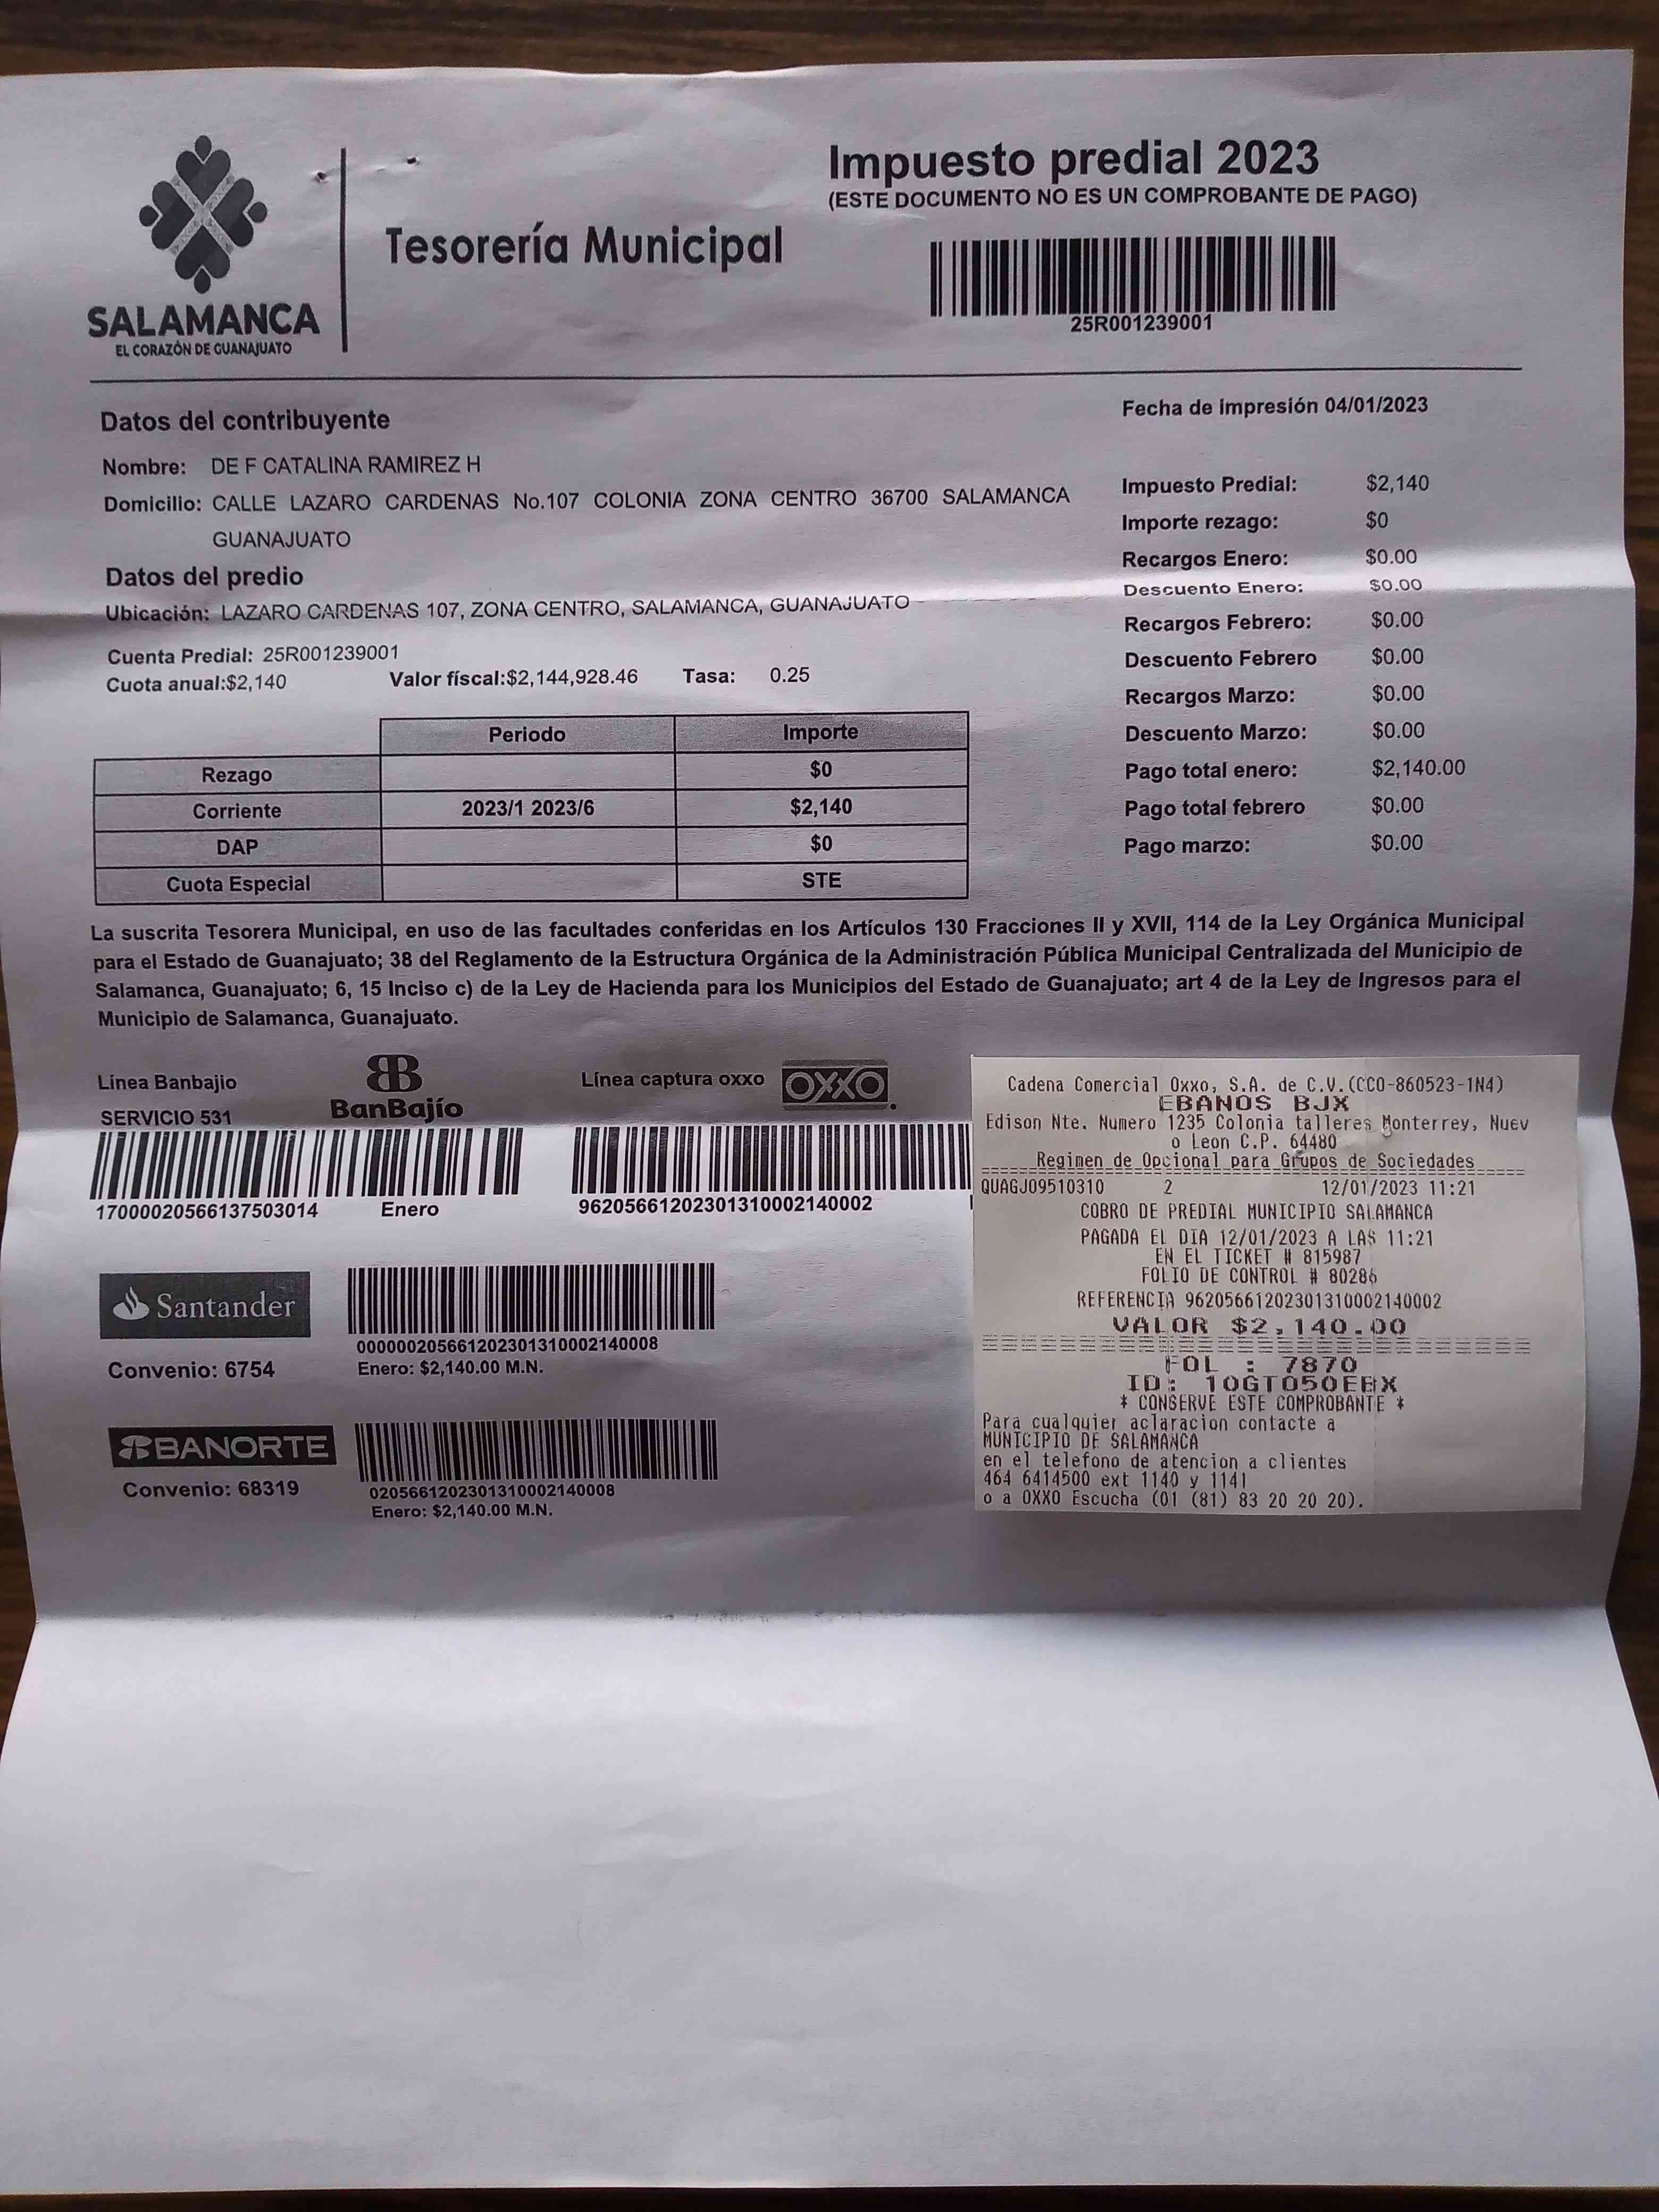 Impuesto predial 2023
(ESTE DOCUMENTO NO ES UN COMPROBANTE DE PAGO)
Tesorería Municipal
25R001239001
SALAMANCA
EL CORAZÓN DE GUANAJUATO
Datos del contribuyente
Nombre: DE F CATALINA RAMIREZ H
Domicilio: CALLE LAZARO CARDENAS No.107 COLONIA ZONA CENTRO 36700 SALAMANCA
GUANAJUATO
Datos del predio
Ubicación: LAZARO CARDENAS 107, ZONA CENTRO, SALAMANCA, GUANAJUATO
Cuenta Predial: 25R001239001
Cuota anual:$2,140 Valor físcal:$2,144,928.46 Tasa: 0.25
Fecha de impresión 04/01/2023
Impuesto Predial: $2,140
Importe rezago: $0
Recargos Enero: $0.00
Descuento Enero: $0.00
Recargos Febrero: $0.00
Descuento Febrero $0.00
Recargos Marzo: $0.00
Descuento Marzo: $0.00
Pago total enero: $2,140.00
Pago total febrero $0.00
Pago marzo: $0.00
Periodo Importe
Rezago $0
Corriente 2023/1 2023/6 $2,140
DAP $0
Cuota Especial STE
La suscrita Tesorera Municipal, en uso de las facultades conferidas en los Artículos 130 Fracciones II y XVII, 114 de la Ley Orgánica Municipal
para el Estado de Guanajuato; 38 del Reglamento de la Estructura Orgánica de la Administración Pública Municipal Centralizada del Municipio de
Salamanca, Guanajuato; 6, 15 Inciso c) de la Ley de Hacienda para los Municipios del Estado de Guanajuato; art 4 de la Ley de Ingresos para el
Municipio de Salamanca, Guanajuato.
Línea Banbajio
SERVICIO 531
BanBajío
17000020566137503014 Enero
Línea captura oxxo OXXO
96205661202301310002140002
Santander
Convenio: 6754
000000205661202301310002140008
Enero: $2,140.00 M.N.
BANORTE
Convenio: 68319
0205661202301310002140008
Enero: $2,140.00 M.N.
Cadena Comercial Oxxo, S.A. de C.V.(CCO-860523-1N4)
EBANOS BJX
Edison Nte. Numero 1235 Colonia talleres Monterrey, Nuev
o Leon C.P. 64480
Regimen de Opcional para Grupos de Sociedades
QUAGJ09510310 2 12/01/2023 11:21
COBRO DE PREDIAL MUNICIPIO SALAMANCA
PAGADA EL DIA 12/01/2023 A LAS 11:21
EN EL TICKET # 815987
FOLIO DE CONTROL # 80286
REFERENCIA 96205661202301310002140002
VALOR $2,140.00
FOL : 7870
ID: 10GTO50EBX
* CONSERVE ESTE COMPROBANTE *
Para cualquier aclaracion contacte a
MUNICIPIO DE SALAMANCA
en el telefono de atencion a clientes
464 6414500 ext 1140 y 1141
o a OXXO Escucha (01 (81) 83 20 20 20).